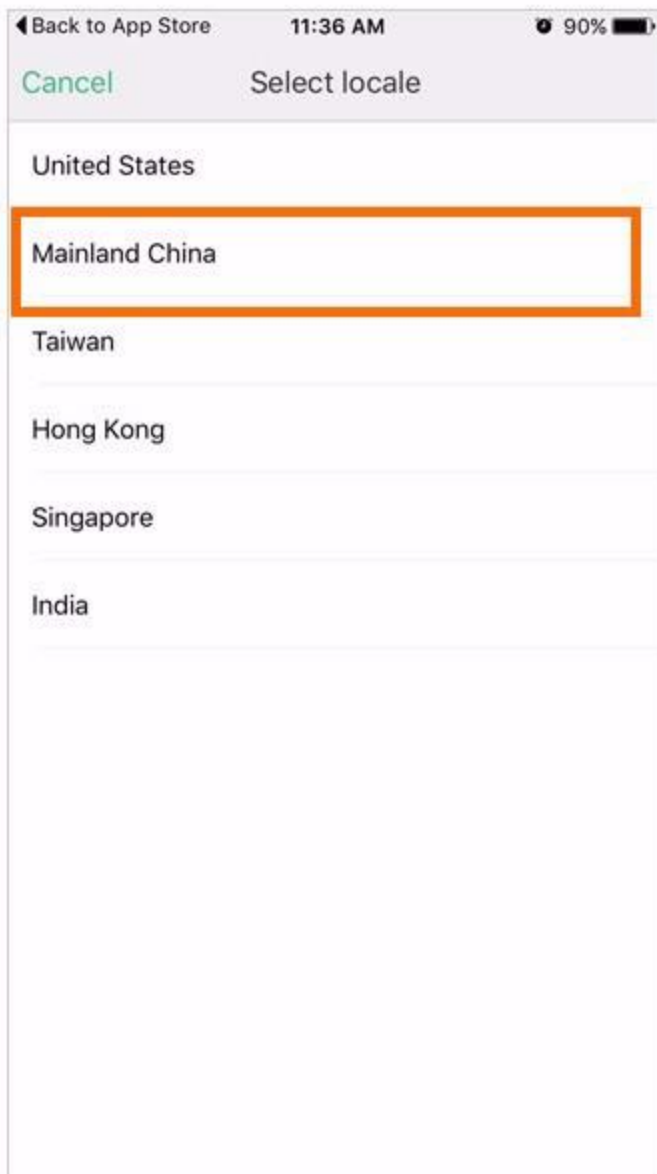 Back to App Store 11:36 AM 90%
Cancel Select locale
United States
Mainland China
Taiwan
Hong Kong
Singapore
India